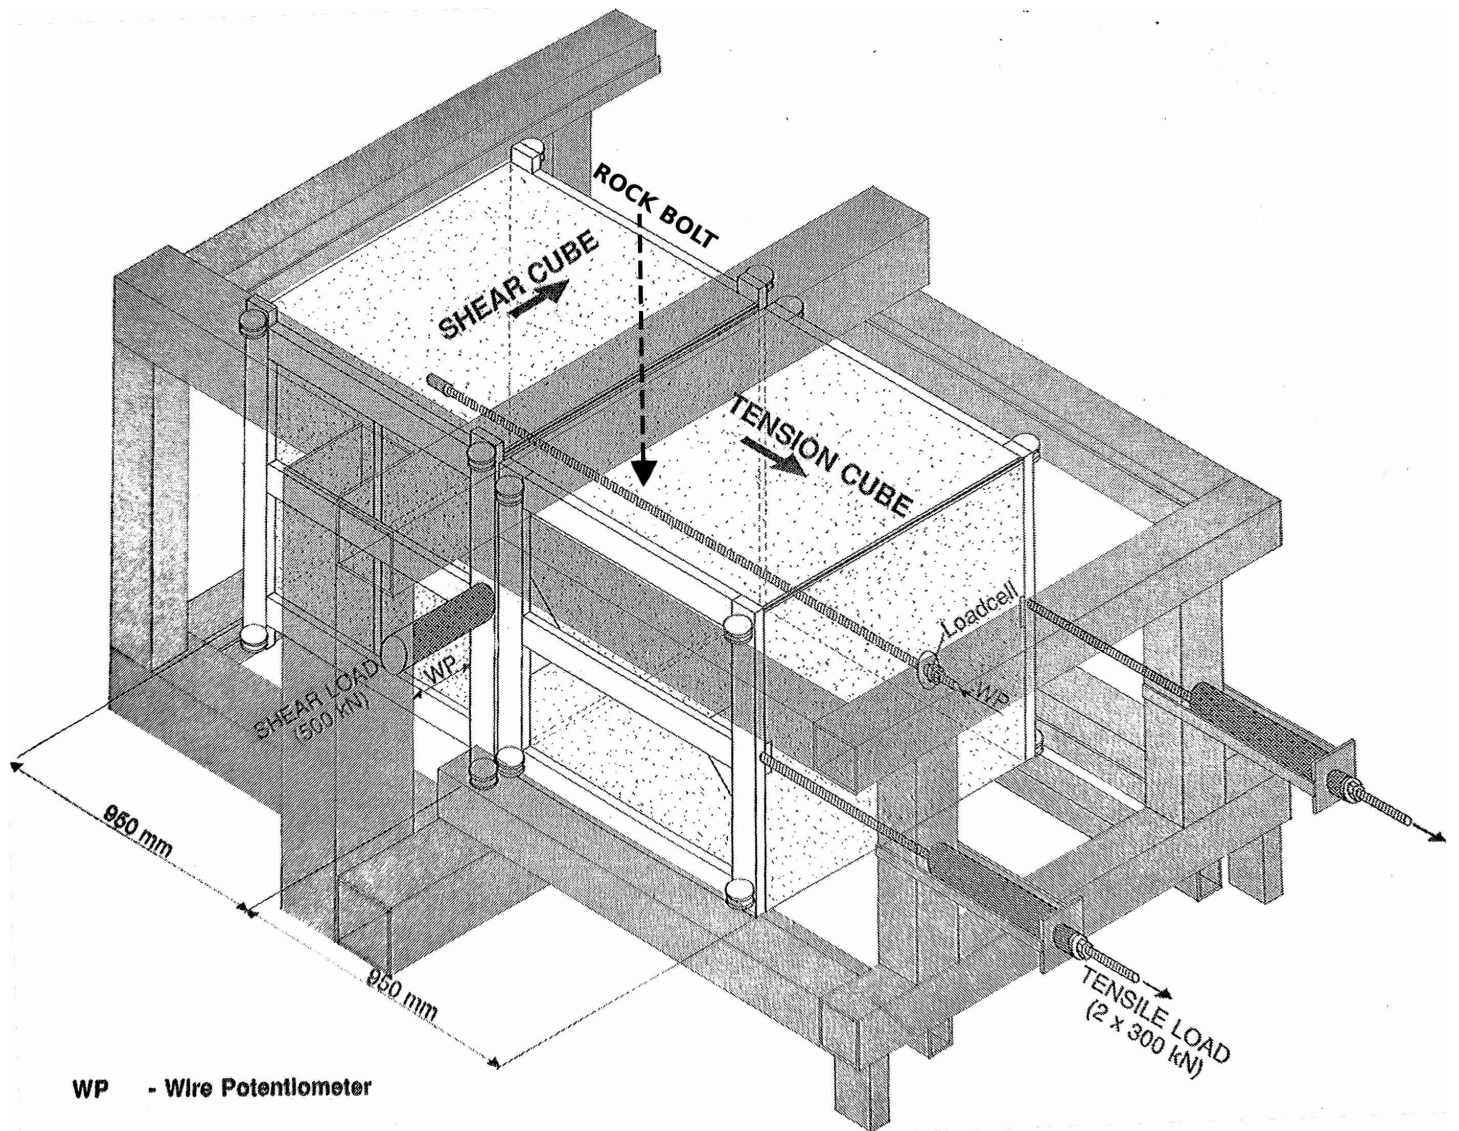 ROCK BOLT
SHEAR CUBE
TENSION CUBE
Loadcell
WP
WP
SHEAR LOAD
(500 kN)
950 mm
950 mm
TENSILE LOAD
(2 x 300 kN)
WP - Wire Potentiometer